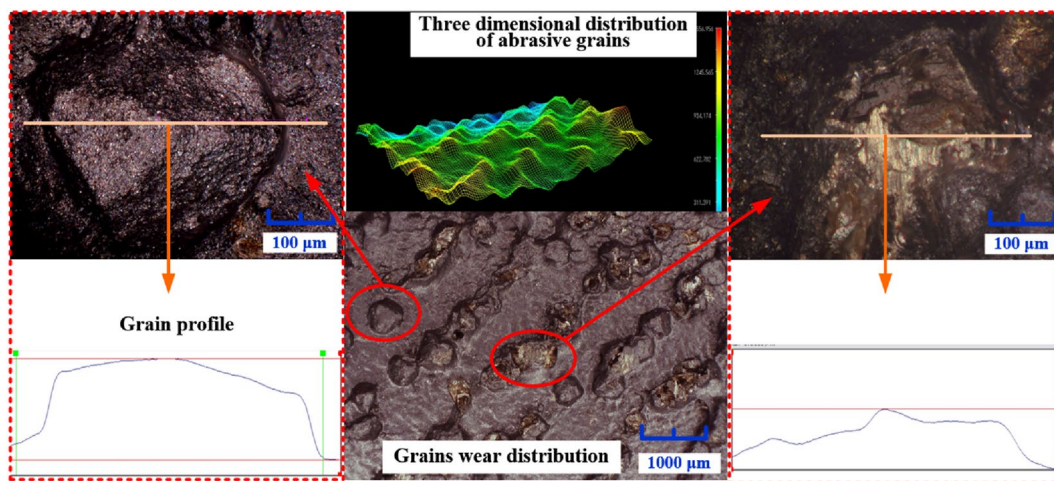 Three dimensional distribution
of abrasive grains
100 μm
100 μm
Grain profile
Grains wear distribution
1000 μm